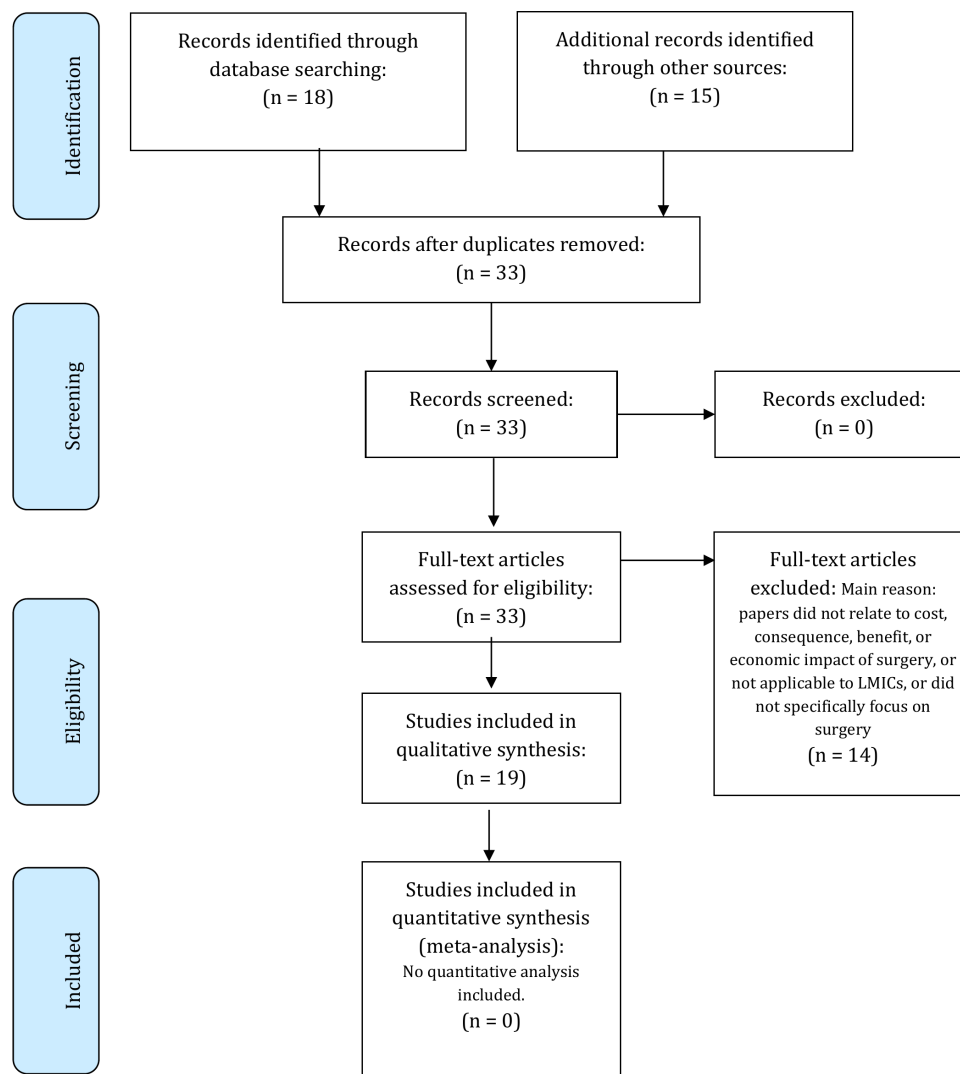 Identification
Records identified through
database searching:
(n = 18)
Additional records identified
through other sources:
(n = 15)
Records after duplicates removed:
(n = 33)
Screening
Records screened:
(n = 33)
Records excluded:
(n = 0)
Eligibility
Full-text articles
assessed for eligibility:
(n = 33)
Full-text articles
excluded: Main reason:
papers did not relate to cost,
consequence, benefit, or
economic impact of surgery, or
not applicable to LMICs, or did
not specifically focus on
surgery
(n = 14)
Studies included in
qualitative synthesis:
(n = 19)
Included
Studies included in
quantitative synthesis
(meta-analysis):
No quantitative analysis
included.
(n = 0)